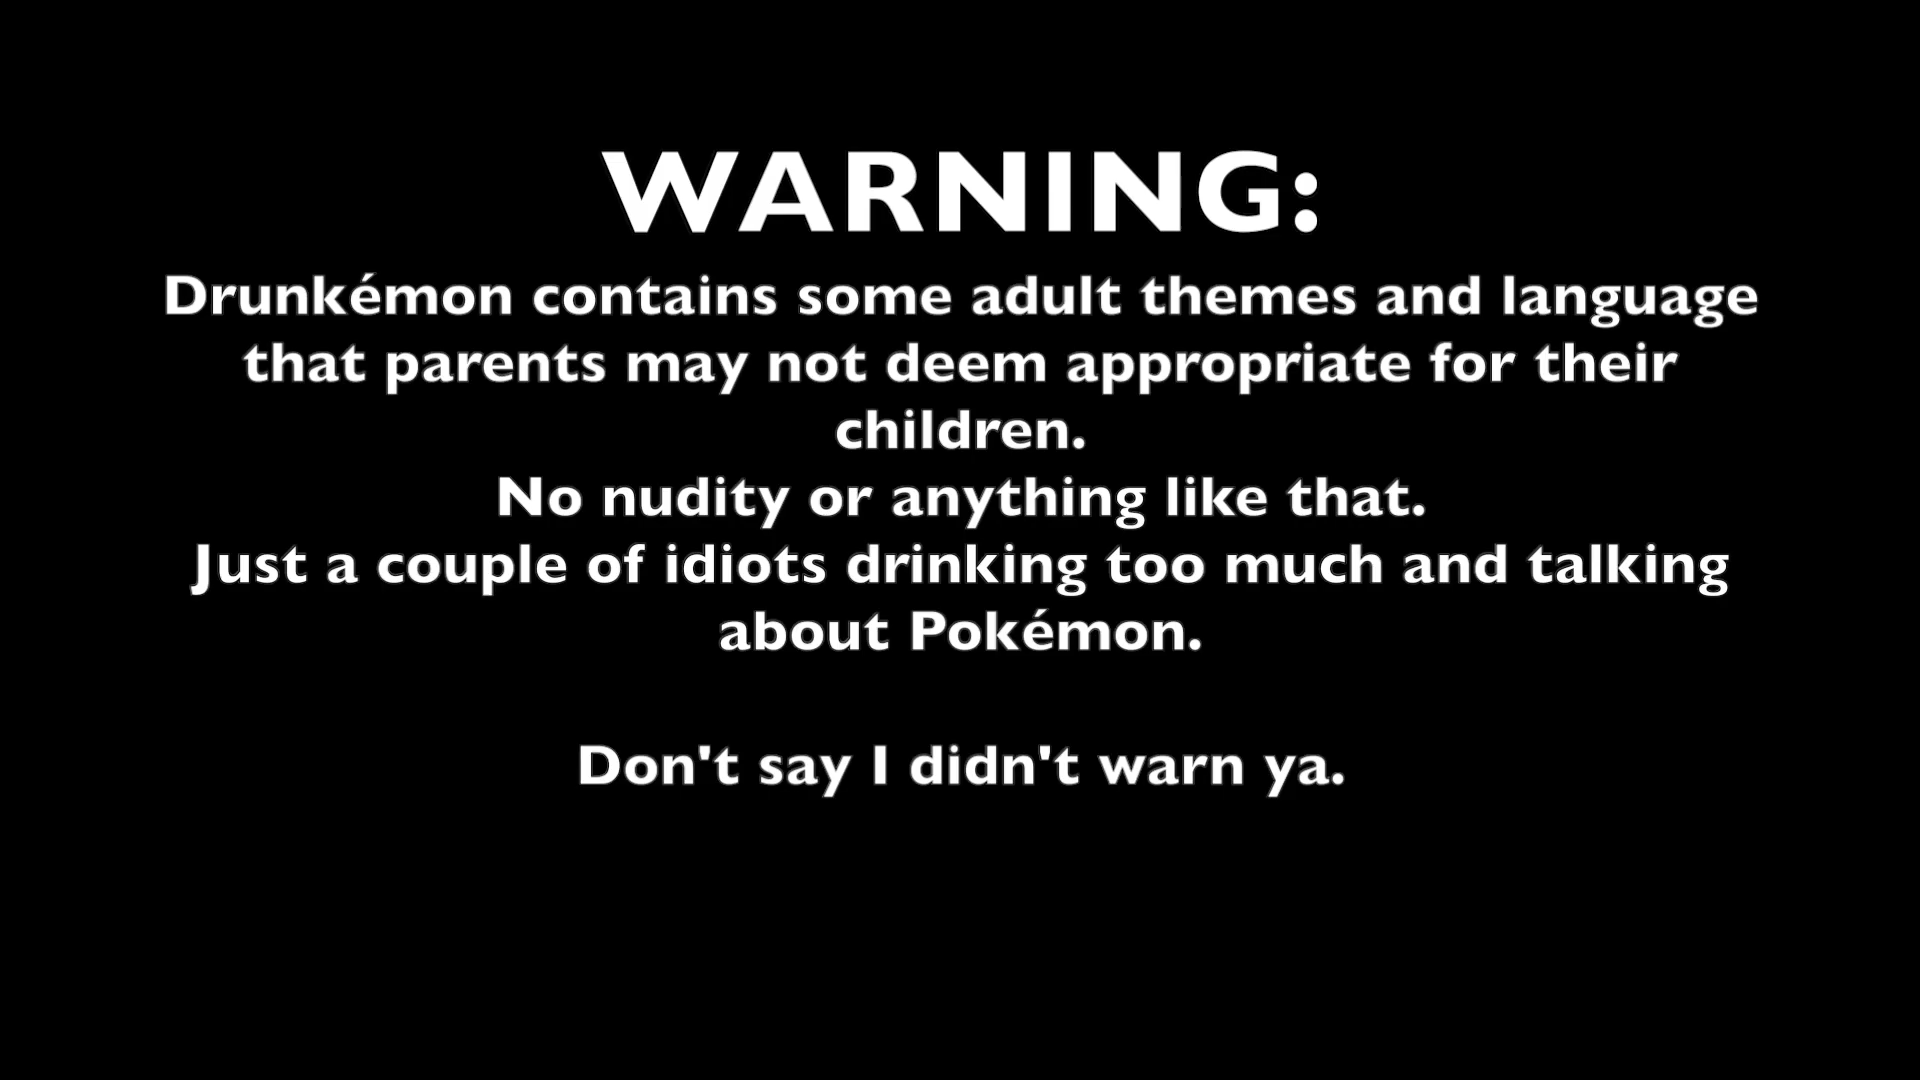 WARNING:
Drunkémon contains some adult themes and language
that parents may not deem appropriate for their
children.
No nudity or anything like that.
Just a couple of idiots drinking too much and talking
about Pokémon.
Don't say I didn't warn ya.